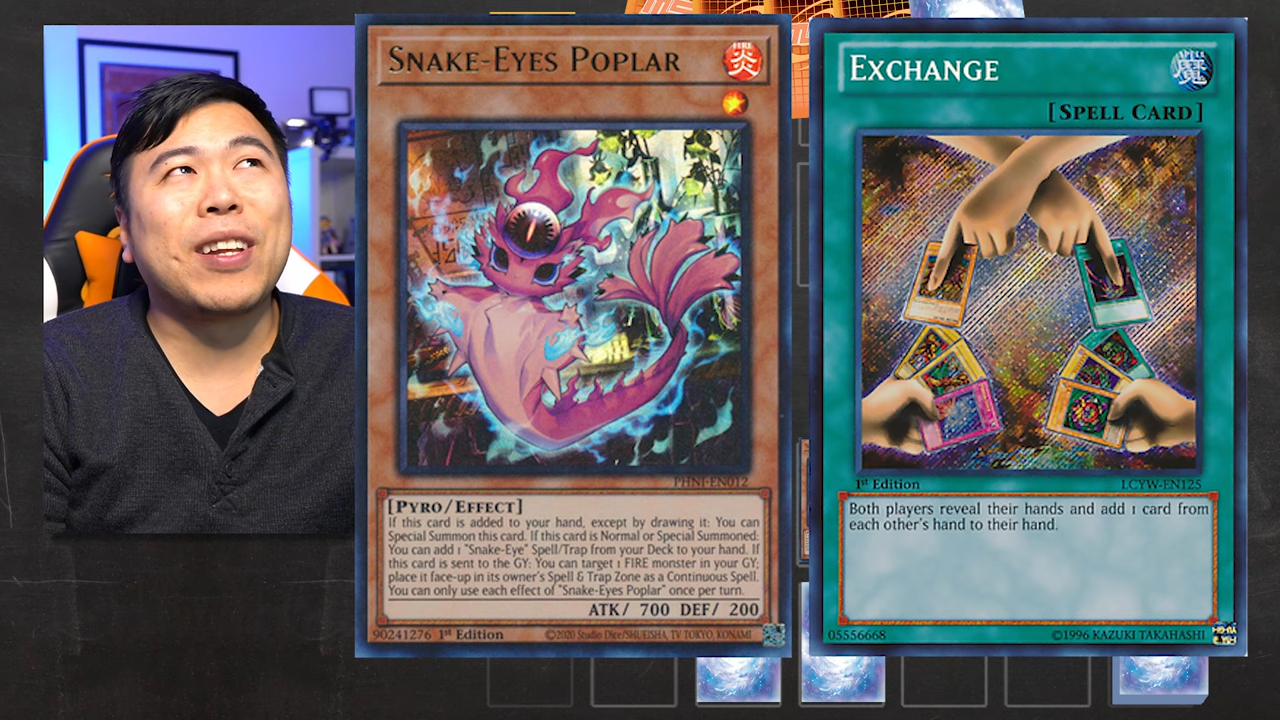 SNAKE-EYES POPLAR
FIRE
炎
PHNI-EN012
[PYRO/EFFECT]
If this card is added to your hand, except by drawing it: You can
Special Summon this card. If this card is Normal or Special Summoned:
You can add 1 "Snake-Eye" Spell/Trap from your Deck to your hand. If
this card is sent to the GY: You can target 1 FIRE monster in your GY;
place it face-up in its owner's Spell & Trap Zone as a Continuous Spell.
You can only use each effect of "Snake-Eyes Poplar" once per turn.
ATK/ 700 DEF/ 200
90241276 1st Edition ©2020 Studio Dice/SHUEISHA, TV TOKYO, KONAMI
EXCHANGE
SPELL
魔
[SPELL CARD]
1st Edition LCYW-EN125
Both players reveal their hands and add 1 card from
each other's hand to their hand.
05556668 ©1996 KAZUKI TAKAHASHI